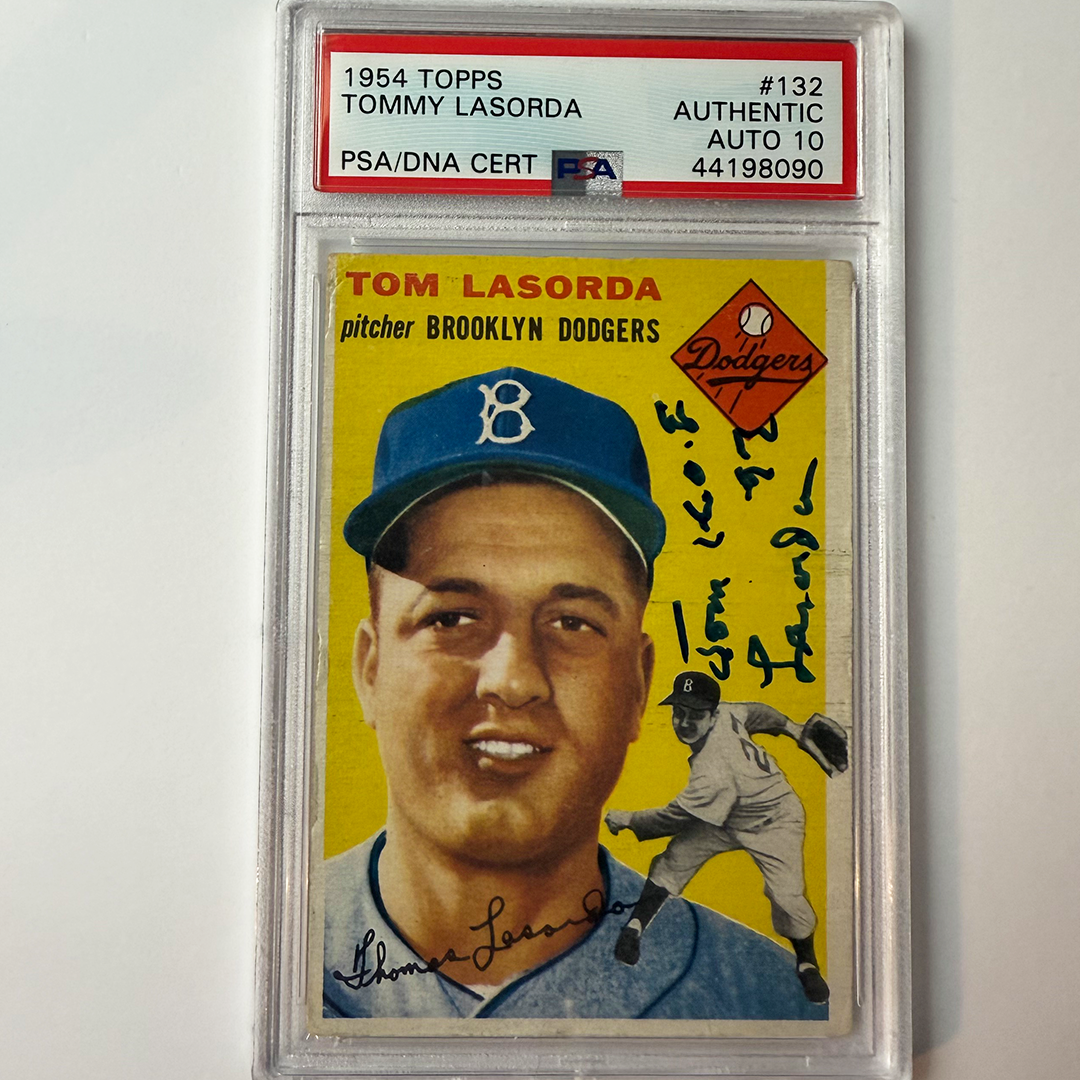 1954 TOPPS #132
TOMMY LASORDA AUTHENTIC
AUTO 10
PSA/DNA CERT PSA 44198090
TOM LASORDA
pitcher BROOKLYN DODGERS
B
Dodgers
Tom
Lasorda
B
Thomas Lasorda